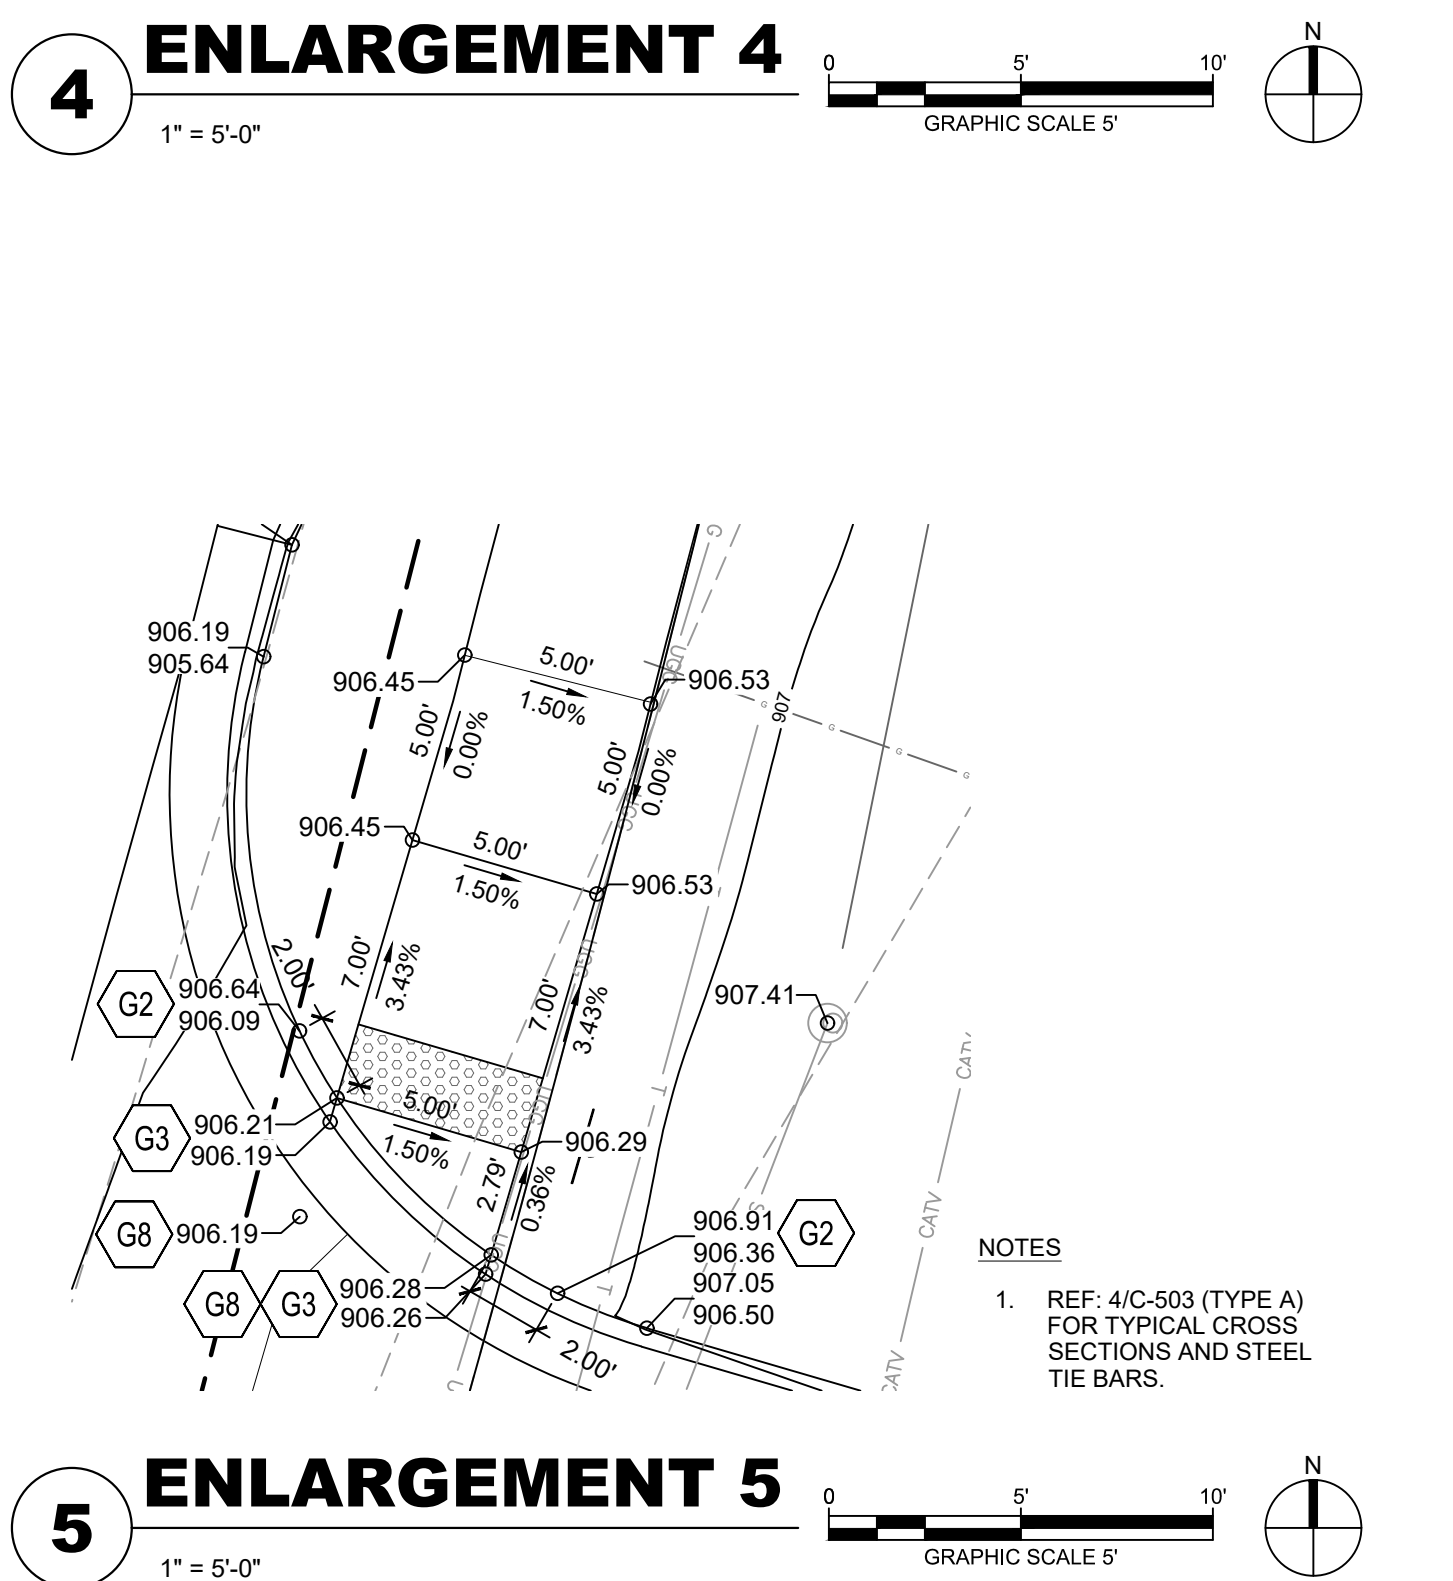 4
ENLARGEMENT 4
1" = 5'-0"
0 5' 10'
GRAPHIC SCALE 5'
N
G
906.19
905.64
UGC
5.00'
906.45
906.53
1.50%
907
5.00'
0.00%
G
G
G
G
5.00'
0.00%
UGC
906.45
5.00'
906.53
1.50%
2.00'
7.00'
3.43%
UGC
G2
906.64
906.09
7.00'
3.43%
907.41
CATV
T
UGC
5.00'
G3
906.21
906.19
1.50%
906.29
2.79'
0.36%
G8
906.19
S
CATV
906.91
906.36
G2
907.05
906.50
T
G8
G3
906.28
906.26
2.00'
CATV
NOTES
1. REF: 4/C-503 (TYPE A)
FOR TYPICAL CROSS
SECTIONS AND STEEL
TIE BARS.
5
ENLARGEMENT 5
1" = 5'-0"
0 5' 10'
GRAPHIC SCALE 5'
N